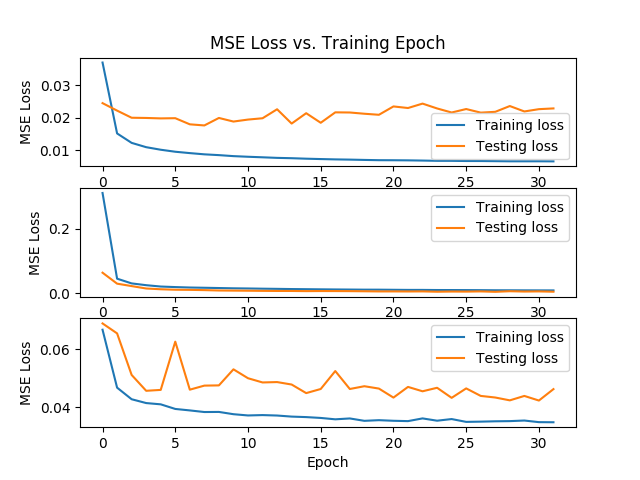 MSE Loss vs. Training Epoch
MSE Loss
0.03
0.02
0.01
Training loss
Testing loss
0 5 10 15 20 25 30
MSE Loss
0.2
0.0
Training loss
Testing loss
0 5 10 15 20 25 30
MSE Loss
0.06
0.04
Training loss
Testing loss
0 5 10 15 20 25 30
Epoch